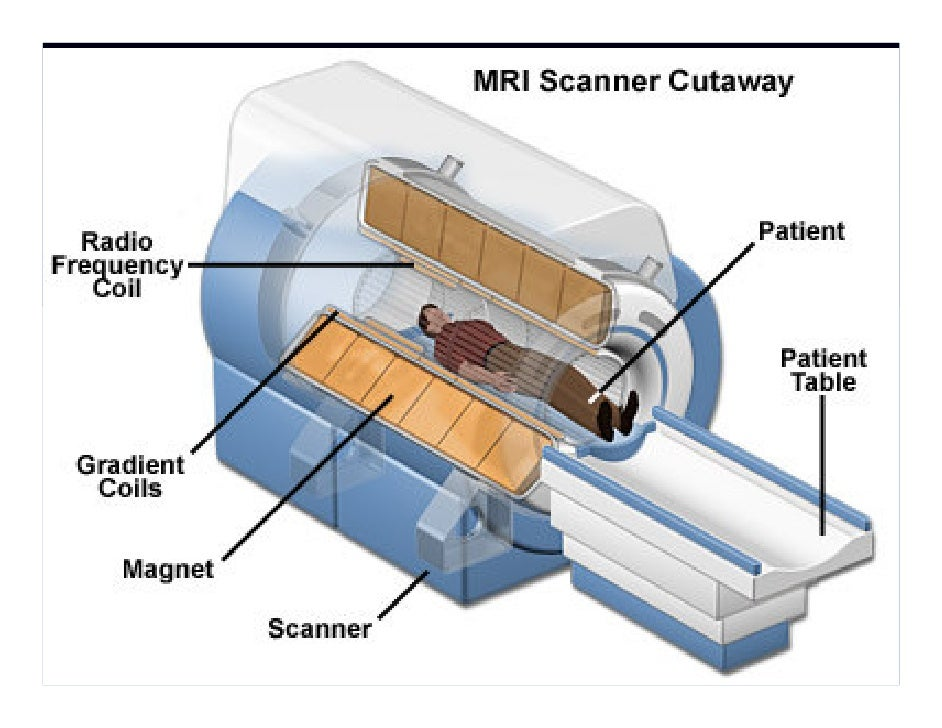 MRI Scanner Cutaway
Radio
Frequency
Coil
Patient
Patient
Table
Gradient
Coils
Magnet
Scanner